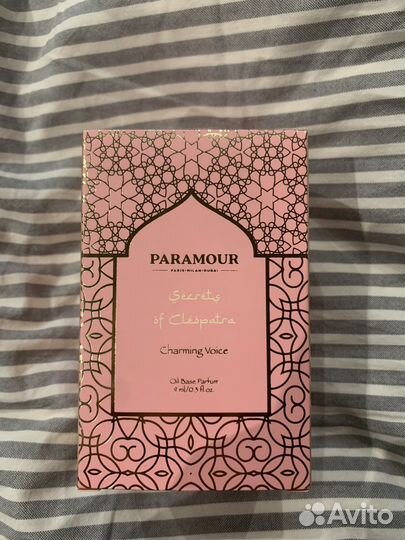 PARAMOUR
PARIS•MILAN•DUBAI
Secrets
of Cleopatra
Charming Voice
Oil Base Parfum
9 ml/0.3 fl.oz.
Avito